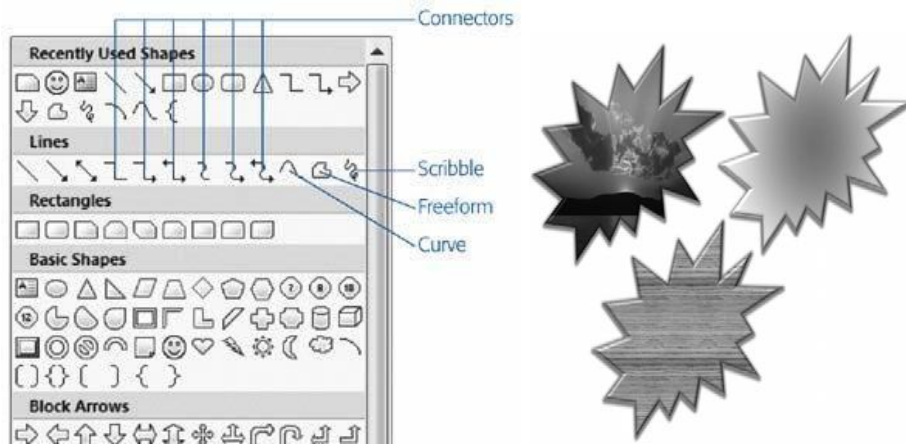 Connectors
Recently Used Shapes
Lines
Scribble
Rectangles
Freeform
Curve
Basic Shapes
Block Arrows